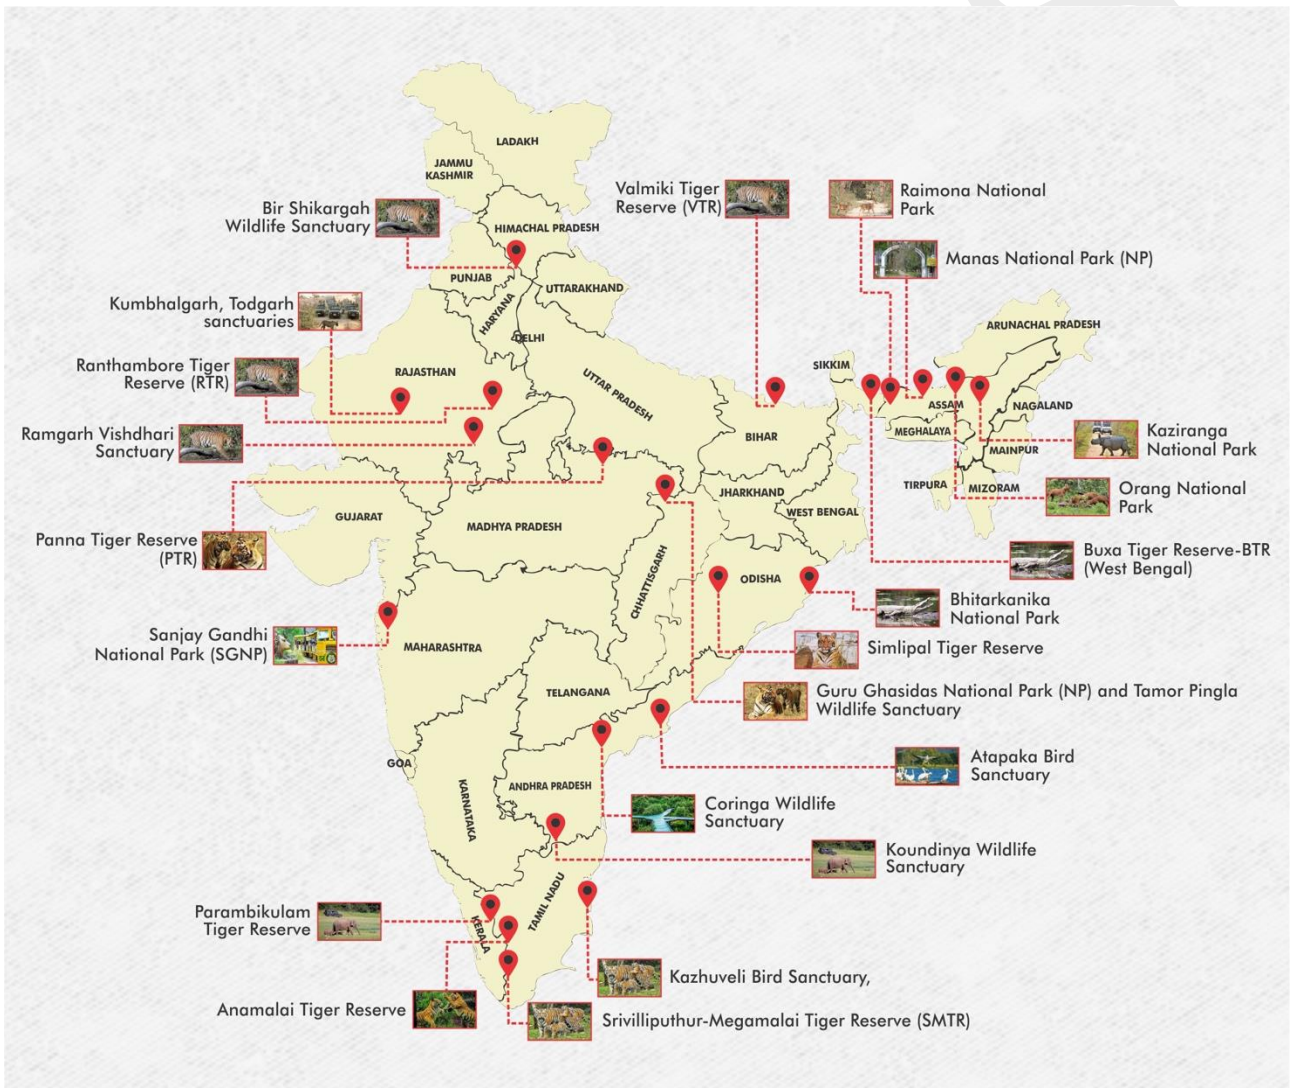 LADAKH
JAMMU
KASHMIR
Bir Shikargah
Wildlife Sanctuary
Valmiki Tiger
Reserve (VTR)
Raimona National
Park
HIMACHAL PRADESH
Manas National Park (NP)
PUNJAB
UTTARAKHAND
HARYANA
Kumbhalgarh, Todgarh
sanctuaries
DELHI
ARUNACHAL PRADESH
Ranthambore Tiger
Reserve (RTR)
RAJASTHAN
UTTAR PRADESH
SIKKIM
ASSAM
NAGALAND
Ramgarh Vishdhari
Sanctuary
BIHAR
MEGHALAYA
MAINPUR
Kaziranga
National Park
TIRPURA
MIZORAM
Orang National
Park
JHARKHAND
WEST BENGAL
GUJARAT
MADHYA PRADESH
Panna Tiger Reserve
(PTR)
Buxa Tiger Reserve-BTR
(West Bengal)
CHHATTISGARH
ODISHA
Bhitarkanika
National Park
Sanjay Gandhi
National Park (SGNP)
MAHARASHTRA
Simlipal Tiger Reserve
TELANGANA
Guru Ghasidas National Park (NP) and Tamor Pingla
Wildlife Sanctuary
GOA
Atapaka Bird
Sanctuary
KARNATAKA
ANDHRA PRADESH
Coringa Wildlife
Sanctuary
Koundinya Wildlife
Sanctuary
TAMIL NADU
KERALA
Parambikulam
Tiger Reserve
Kazhuveli Bird Sanctuary,
Anamalai Tiger Reserve
Srivilliputhur-Megamalai Tiger Reserve (SMTR)